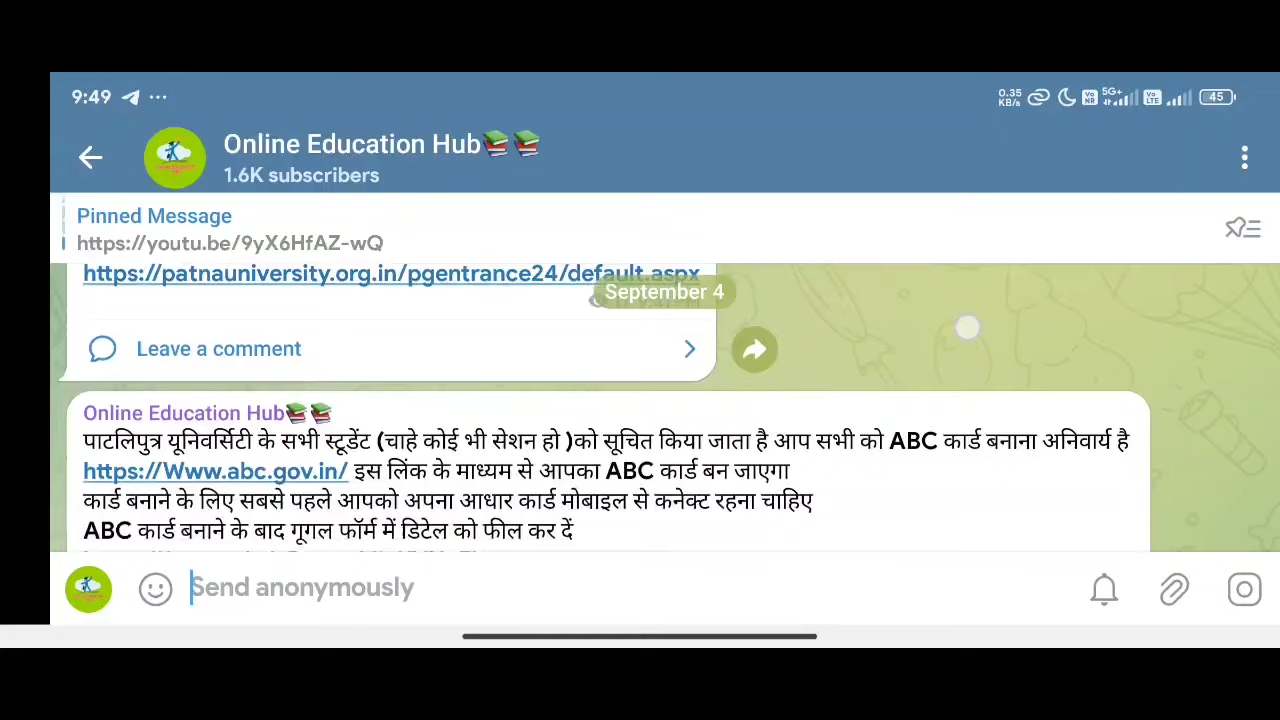 9:49
0.35 KB/s 5G+ 45
Online Education Hub📚📚
1.6K subscribers
Pinned Message
https://youtu.be/9yX6HfAZ-wQ
https://patnauniversity.org.in/pgentrance24/default.aspx
September 4
Leave a comment
Online Education Hub📚📚
पाटलिपुत्र यूनिवर्सिटी के सभी स्टूडेंट (चाहे कोई भी सेशन हो )को सूचित किया जाता है आप सभी को ABC कार्ड बनाना अनिवार्य है
https://Www.abc.gov.in/ इस लिंक के माध्यम से आपका ABC कार्ड बन जाएगा
कार्ड बनाने के लिए सबसे पहले आपको अपना आधार कार्ड मोबाइल से कनेक्ट रहना चाहिए
ABC कार्ड बनाने के बाद गूगल फॉर्म में डिटेल को फील कर दें
Send anonymously